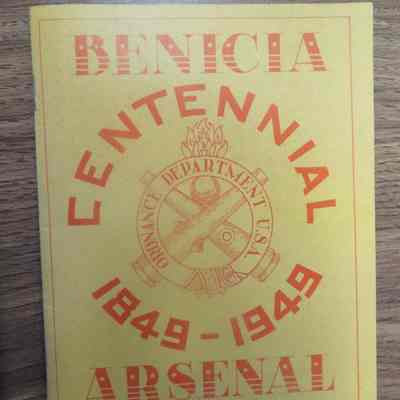 BENICIA
CENTENNIAL
ORDNANCE DEPARTMENT U.S.A.
1849-1949
ARSENAL